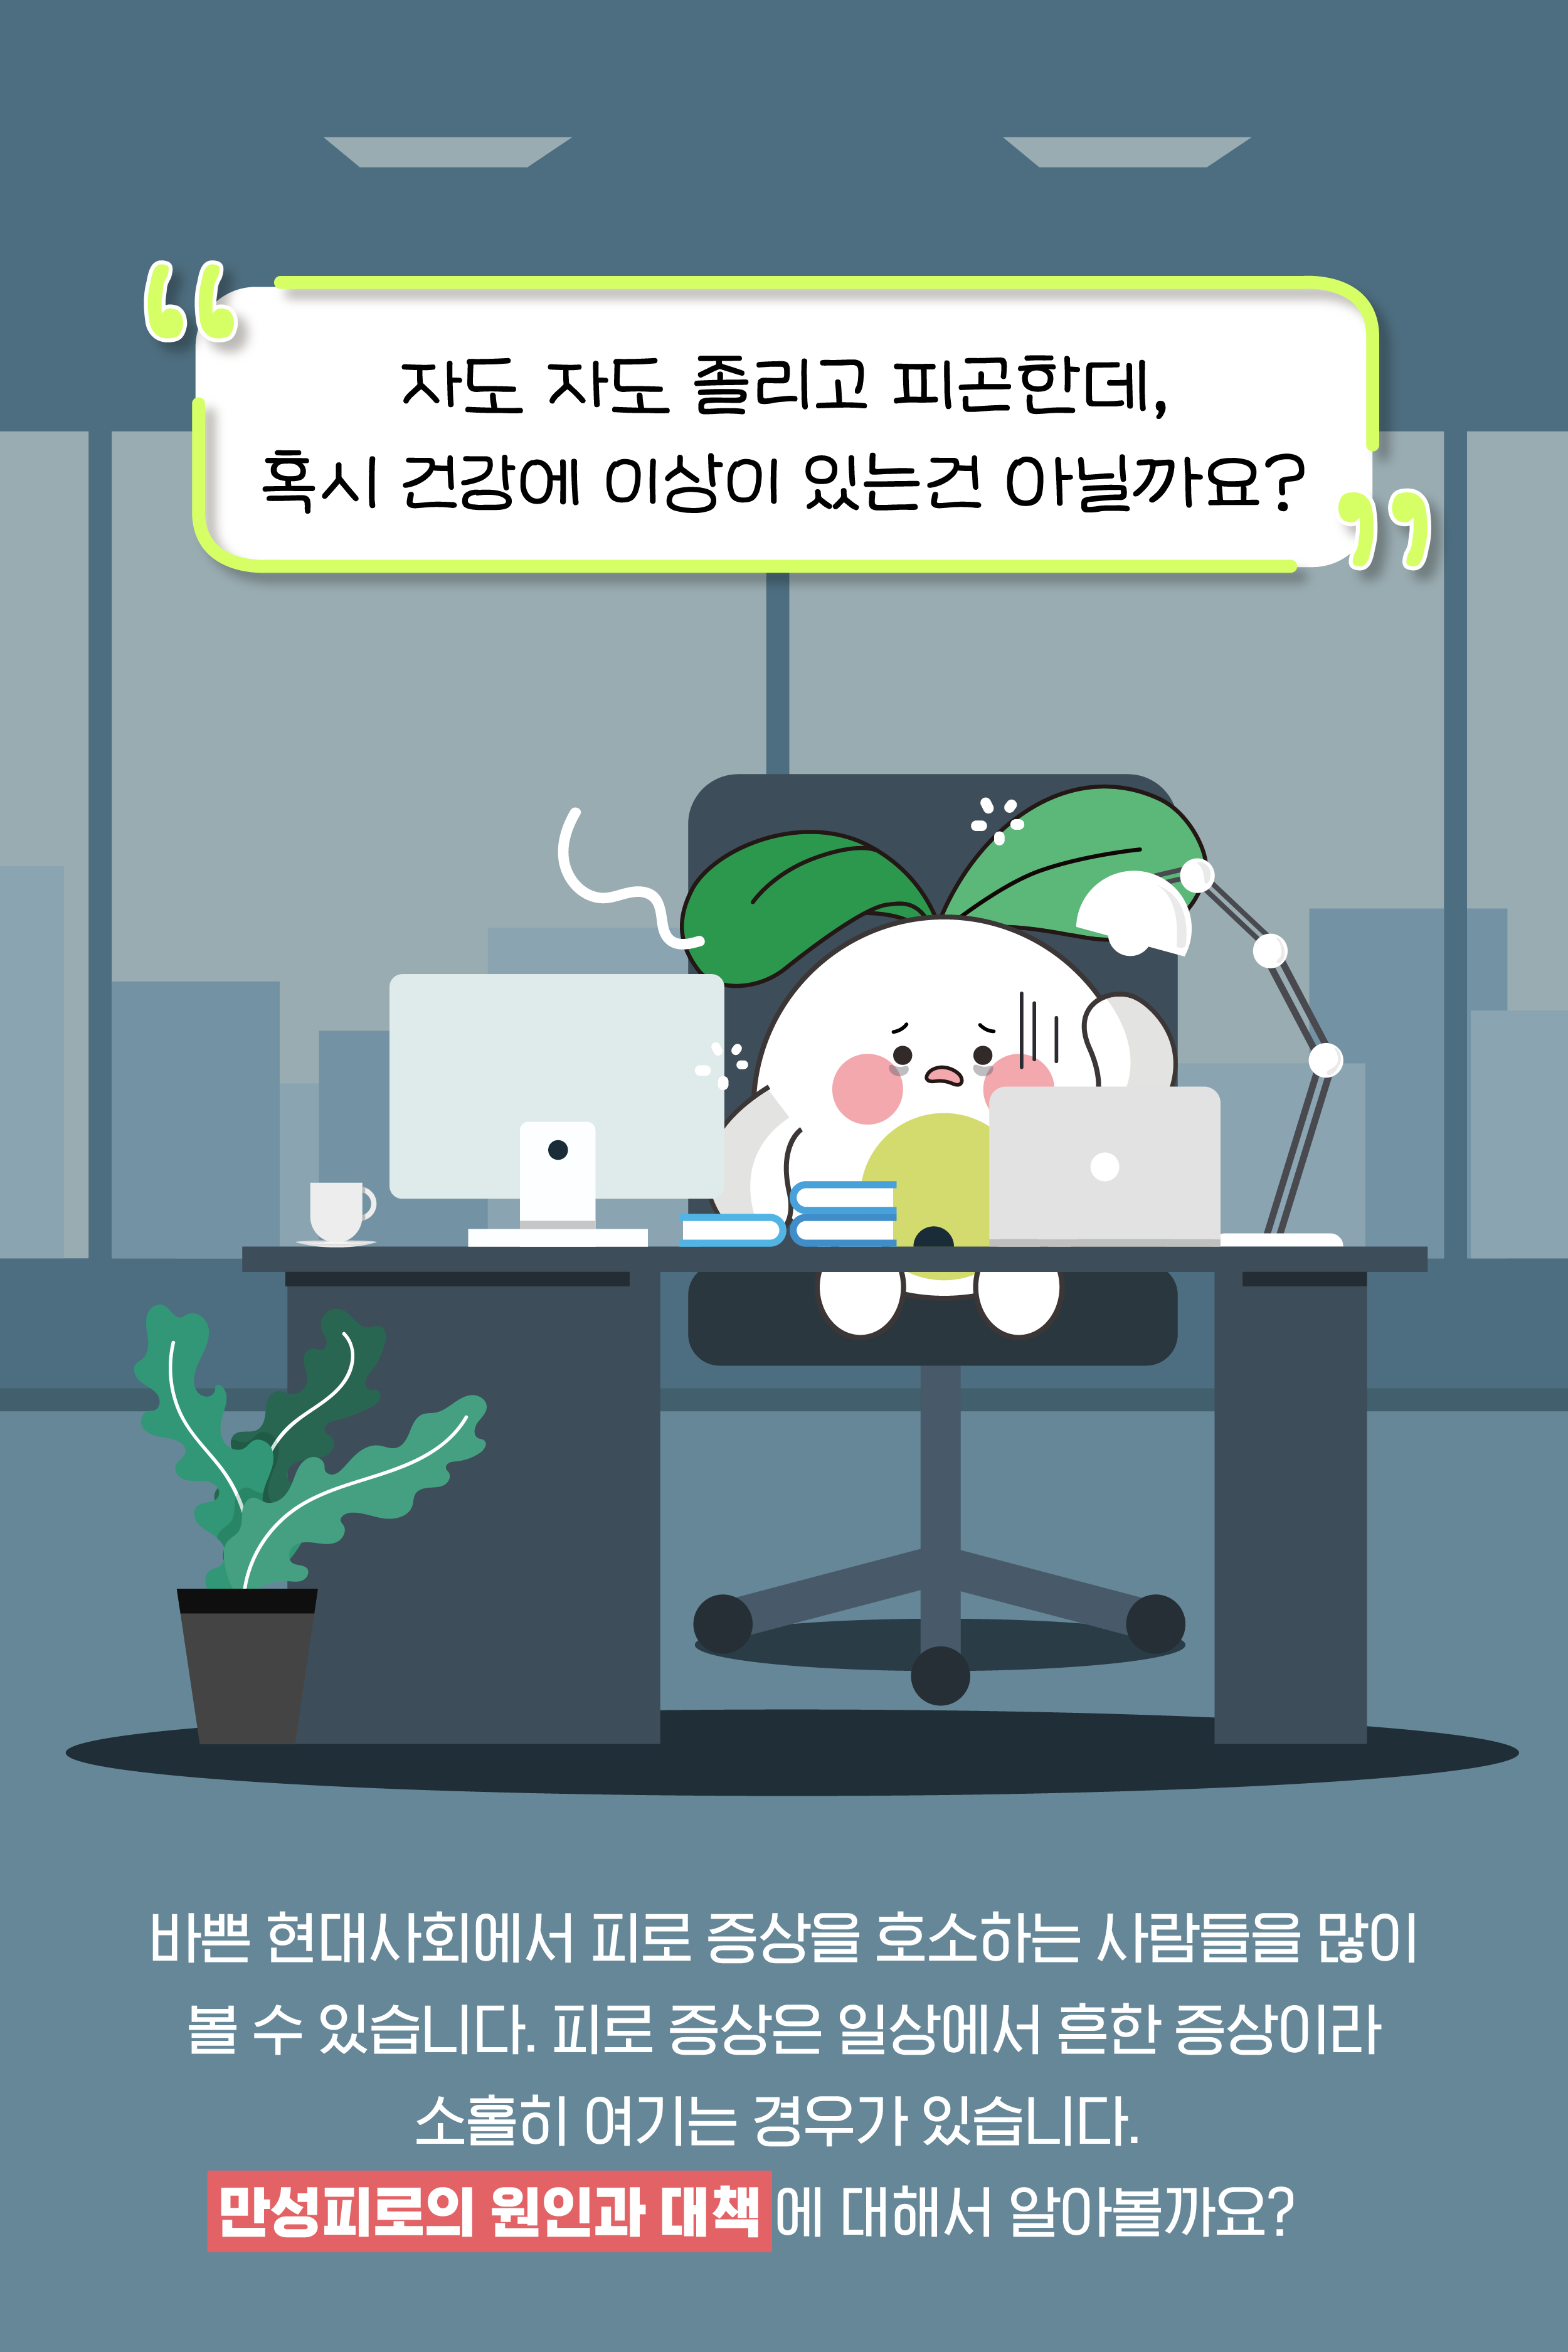 “
자도 자도 졸리고 피곤한데,
혹시 건강에 이상이 있는건 아닐까요?
”
바쁜 현대사회에서 피로 증상을 호소하는 사람들을 많이
볼 수 있습니다. 피로 증상은 일상에서 흔한 증상이라
소홀히 여기는 경우가 있습니다.
만성피로의 원인과 대책에 대해서 알아볼까요?